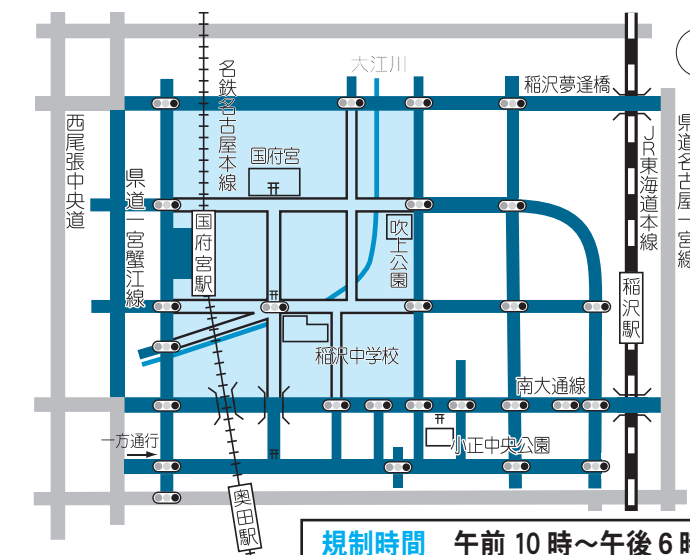 大江川
稲沢夢逢橋
名鉄名古屋本線
国府宮
西尾張中央道
県道一宮蟹江線
JR東海道本線
県道名古屋一宮線
国府宮駅
吹上公園
稲沢駅
稲沢中学校
南大通線
一方通行
小正中央公園
奥田駅
規制時間 午前10時～午後6時